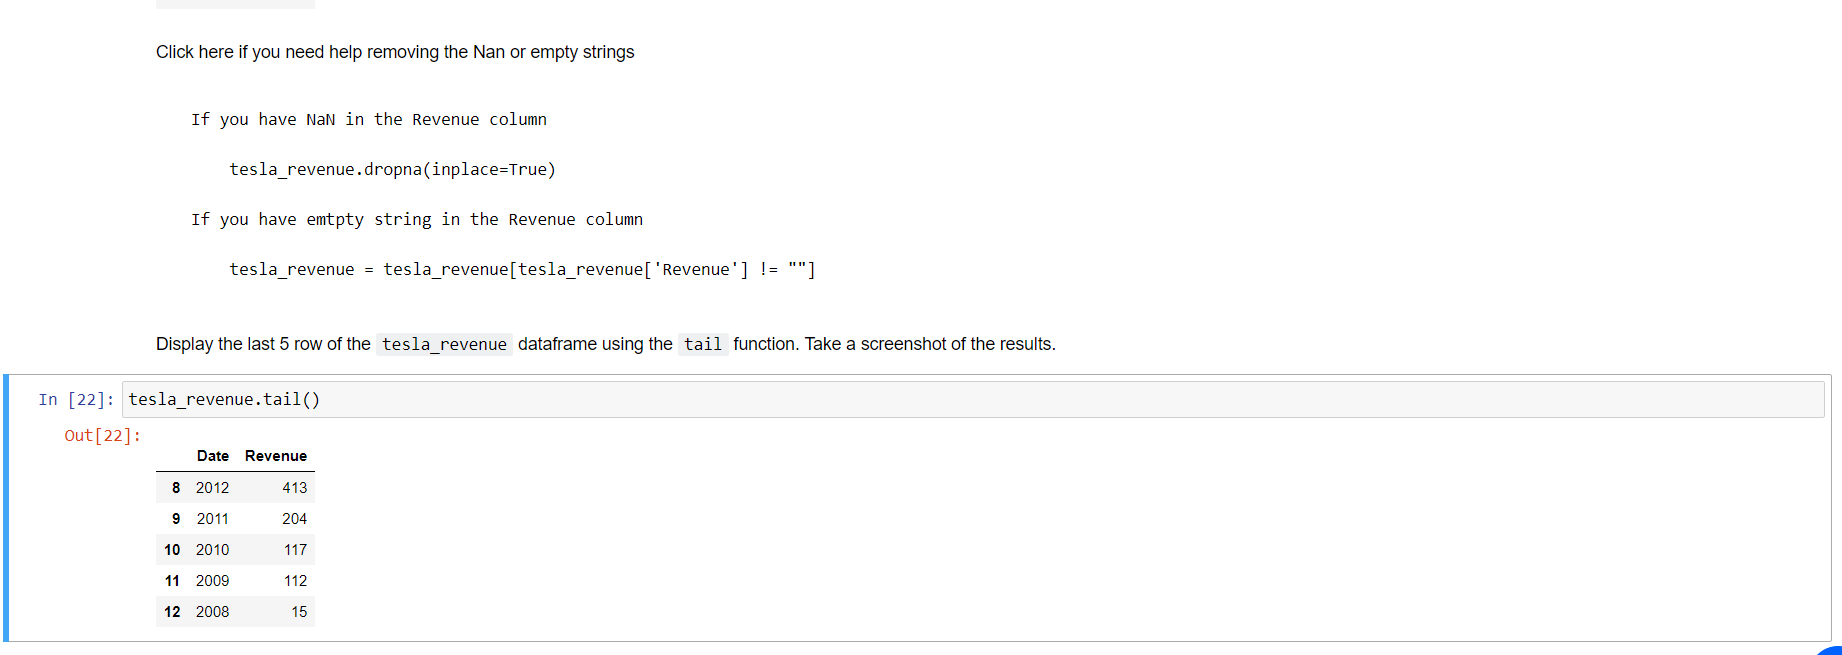 Click here if you need help removing the Nan or empty strings
If you have NaN in the Revenue column
tesla_revenue.dropna(inplace=True)
If you have emtpty string in the Revenue column
tesla_revenue = tesla_revenue[tesla_revenue['Revenue'] != ""]
Display the last 5 row of the tesla_revenue dataframe using the tail function. Take a screenshot of the results.
In [22]: tesla_revenue.tail()
Out[22]:
Date Revenue
8 2012 413
9 2011 204
10 2010 117
11 2009 112
12 2008 15